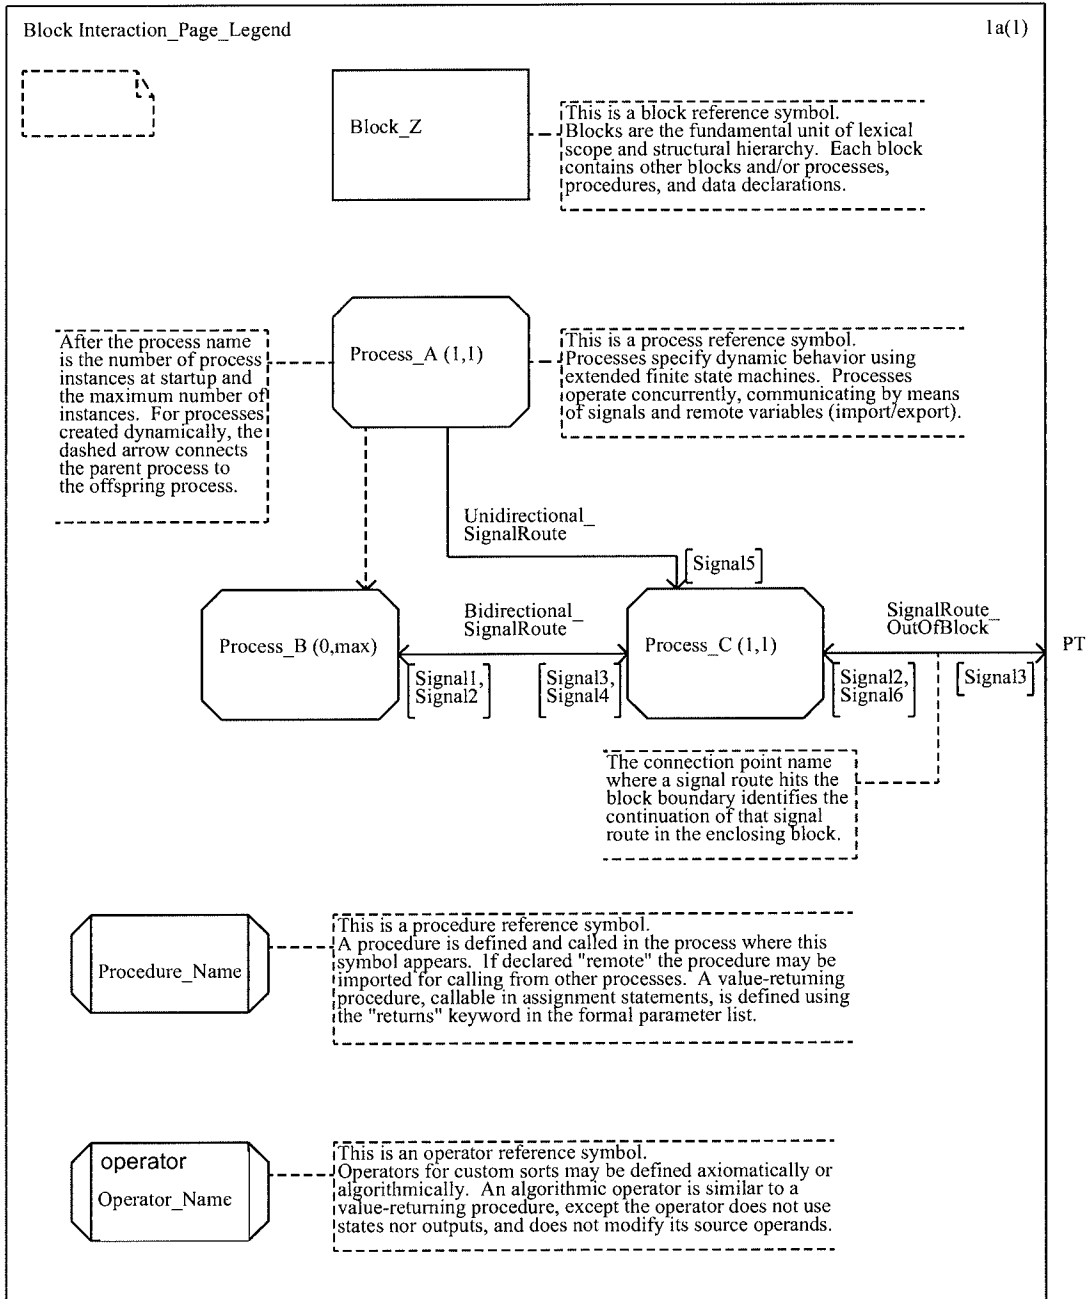 Block Interaction_Page_Legend
1a(1)
Block_Z
This is a block reference symbol.
Blocks are the fundamental unit of lexical
scope and structural hierarchy. Each block
contains other blocks and/or processes,
procedures, and data declarations.
After the process name
is the number of process
instances at startup and
the maximum number of
instances. For processes
created dynamically, the
dashed arrow connects
the parent process to
the offspring process.
Process_A (1,1)
This is a process reference symbol.
Processes specify dynamic behavior using
extended finite state machines. Processes
operate concurrently, communicating by means
of signals and remote variables (import/export).
Unidirectional_
SignalRoute
[Signal5]
Process_B (0,max)
Bidirectional_
SignalRoute
[Signal1,
Signal2]
[Signal3,
Signal4]
Process_C (1,1)
SignalRoute_
OutOfBlock
PT
[Signal2,
Signal6]
[Signal3]
The connection point name
where a signal route hits the
block boundary identifies the
continuation of that signal
route in the enclosing block.
Procedure_Name
This is a procedure reference symbol.
A procedure is defined and called in the process where this
symbol appears. If declared "remote" the procedure may be
imported for calling from other processes. A value-returning
procedure, callable in assignment statements, is defined using
the "returns" keyword in the formal parameter list.
operator
Operator_Name
This is an operator reference symbol.
Operators for custom sorts may be defined axiomatically or
algorithmically. An algorithmic operator is similar to a
value-returning procedure, except the operator does not use
states nor outputs, and does not modify its source operands.